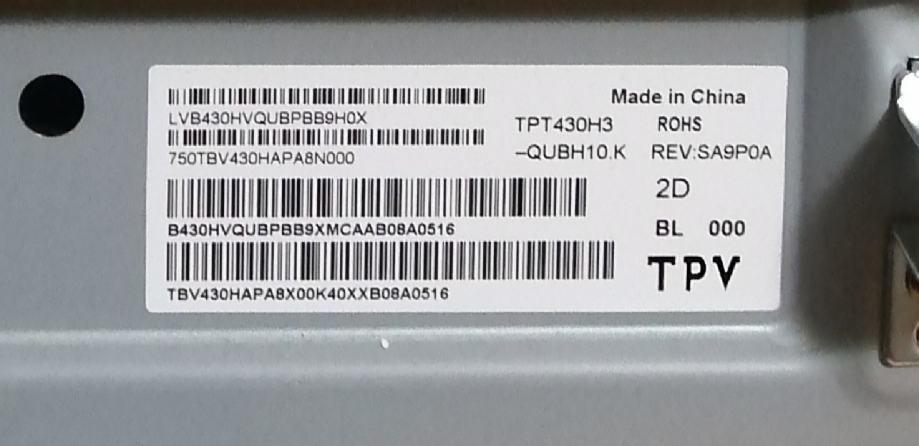 Made in China
LVB430HVQUBPBB9H0X
TPT430H3 ROHS
750TBV430HAPA8N000
-QUBH10.K REV:SA9P0A
2D
B430HVQUBPBB9XMCAAB08A0516
BL 000
TPV
TBV430HAPA8X00K40XXB08A0516